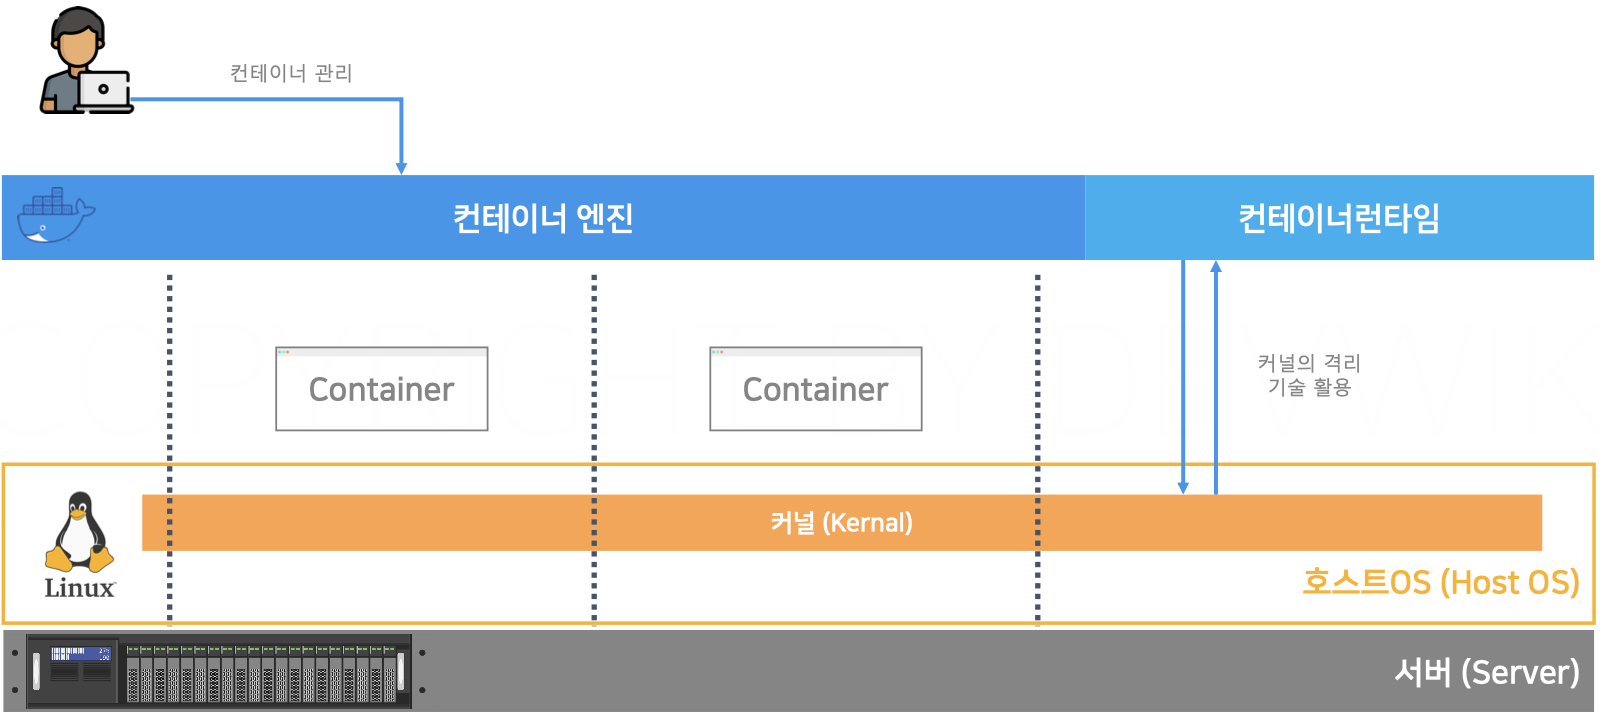 컨테이너 관리
컨테이너 엔진
컨테이너런타임
Container
Container
커널의 격리
기술 활용
커널 (Kernal)
Linux
호스트OS (Host OS)
서버 (Server)